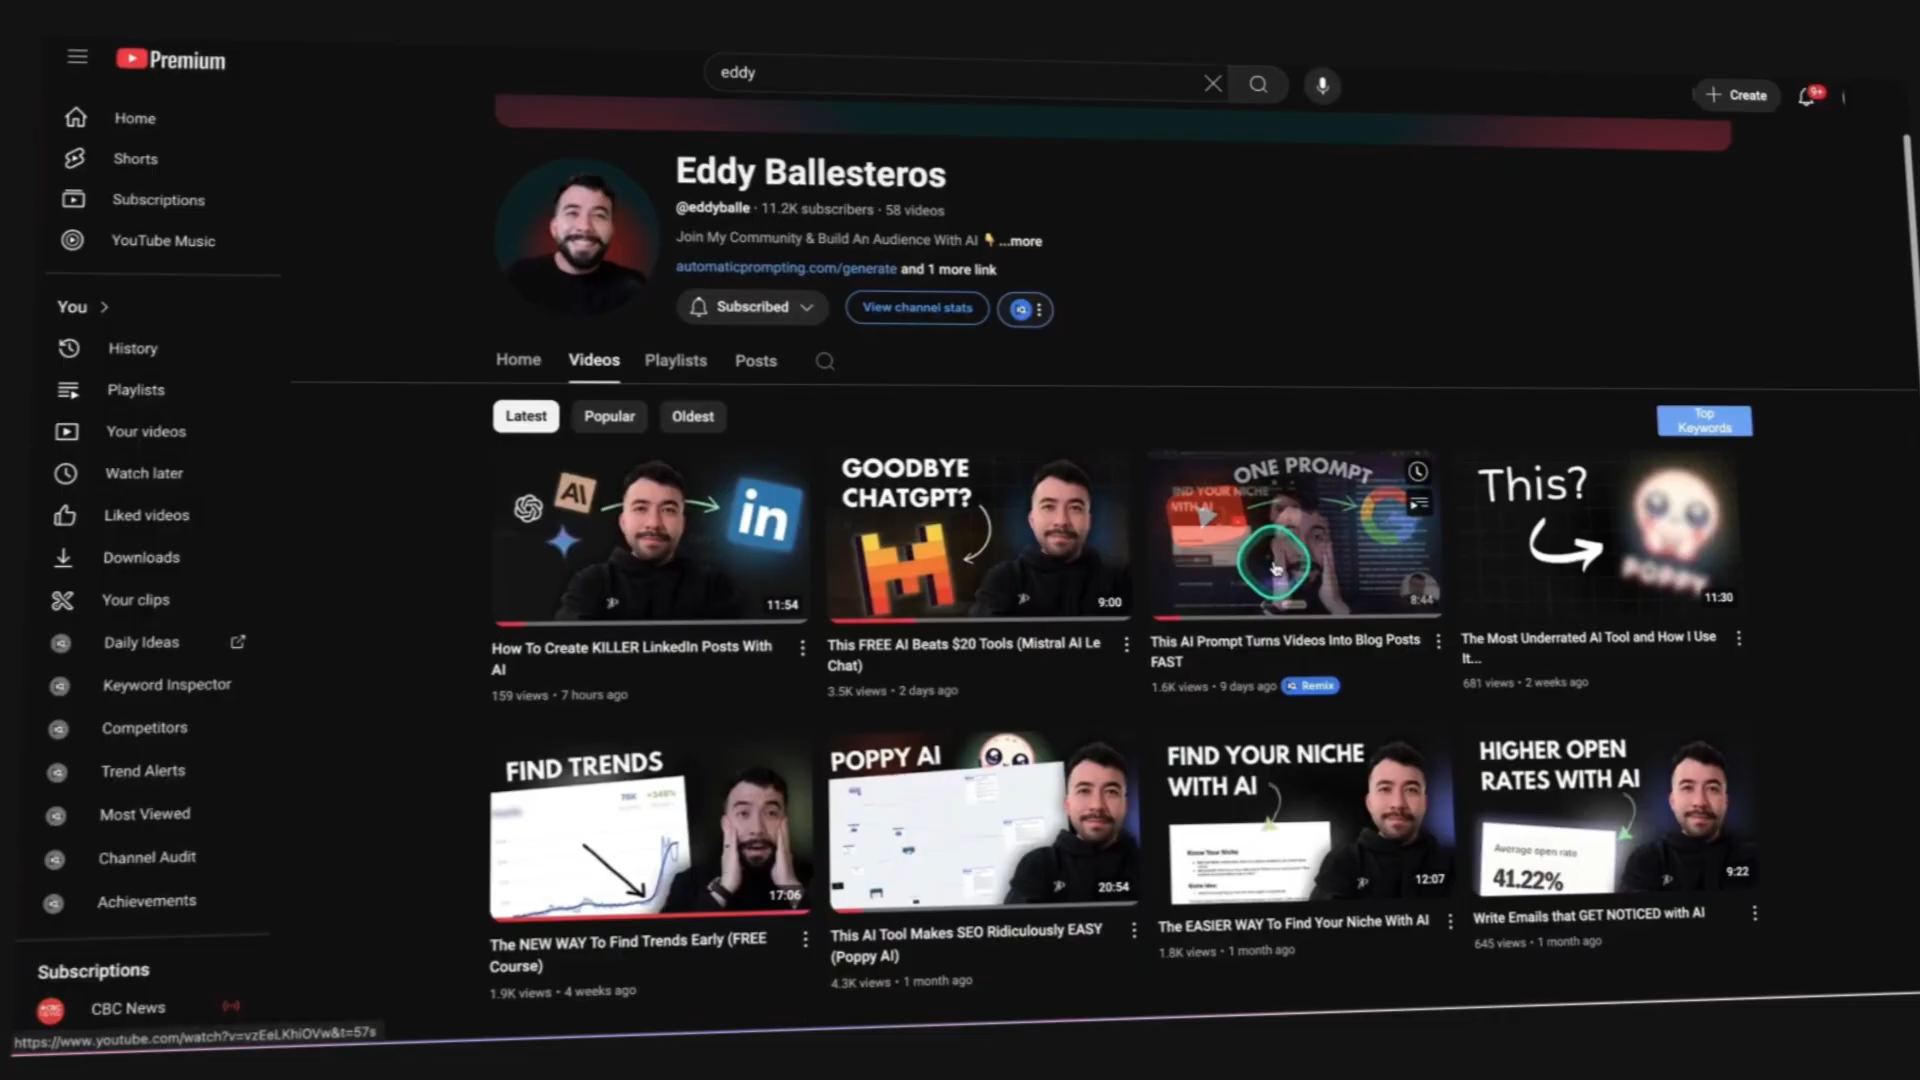 Premium
eddy
Create
9+
Home
Shorts
Subscriptions
YouTube Music
You
History
Playlists
Your videos
Watch later
Liked videos
Downloads
Your clips
Daily Ideas
Keyword Inspector
Competitors
Trend Alerts
Most Viewed
Channel Audit
Achievements
Subscriptions
CBC News
https://www.youtube.com/watch?v=vzEeLKhiOVw&t=57s
Eddy Ballesteros
@eddyballe · 11.2K subscribers · 58 videos
Join My Community & Build An Audience With AI 👇 ...more
automaticprompting.com/generate and 1 more link
Subscribed
View channel stats
Home Videos Playlists Posts
Latest Popular Oldest
Top
Keywords
AI
in
11:54
How To Create KILLER LinkedIn Posts With
AI
159 views • 7 hours ago
GOODBYE
CHATGPT?
9:00
This FREE AI Beats $20 Tools (Mistral AI Le
Chat)
3.5K views • 2 days ago
ONE PROMPT
8:44
This AI Prompt Turns Videos Into Blog Posts
FAST
1.6K views • 9 days ago Remix
This?
POPPY
11:30
The Most Underrated AI Tool and How I Use
It...
681 views • 2 weeks ago
FIND TRENDS
17:06
The NEW WAY To Find Trends Early (FREE
Course)
1.9K views • 4 weeks ago
POPPY AI
20:54
This AI Tool Makes SEO Ridiculously EASY
(Poppy AI)
4.3K views • 1 month ago
FIND YOUR NICHE
WITH AI
Know Your Niche
12:07
The EASIER WAY To Find Your Niche With AI
1.8K views • 1 month ago
HIGHER OPEN
RATES WITH AI
Average open rate
41.22%
9:22
Write Emails that GET NOTICED with AI
645 views • 1 month ago